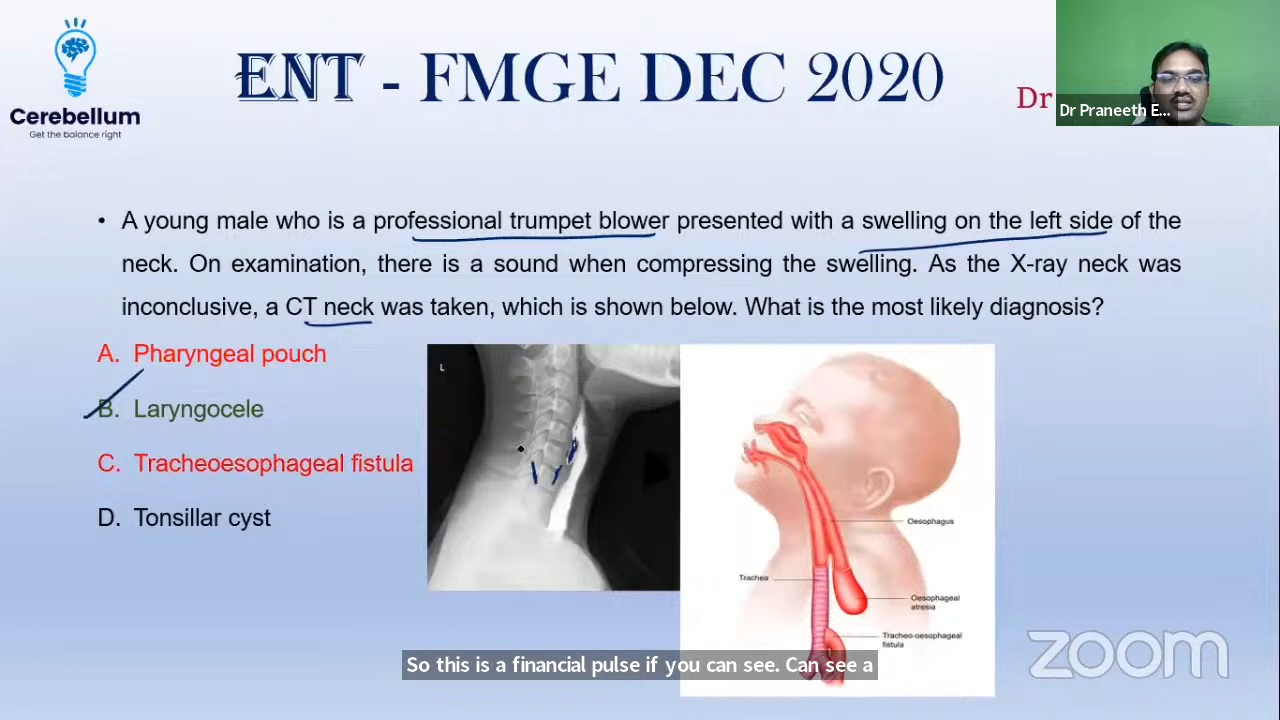 Cerebellum
Get the balance right
ENT - FMGE DEC 2020
Dr
Dr Praneeth E...
• A young male who is a professional trumpet blower presented with a swelling on the left side of the
neck. On examination, there is a sound when compressing the swelling. As the X-ray neck was
inconclusive, a CT neck was taken, which is shown below. What is the most likely diagnosis?
A. Pharyngeal pouch
B. Laryngocele
C. Tracheoesophageal fistula
D. Tonsillar cyst
L
Oesophagus
Trachea
Oesophageal
atresia
Tracheo-oesophageal
fistula
So this is a financial pulse if you can see. Can see a
zoom